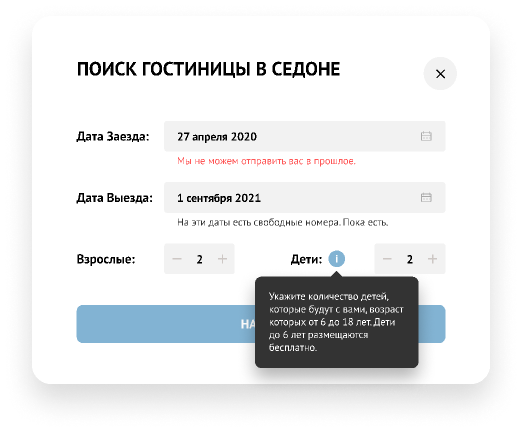 ПОИСК ГОСТИНИЦЫ В СЕДОНЕ
Дата Заезда:
27 апреля 2020
Мы не можем отправить вас в прошлое.
Дата Выезда:
1 сентября 2021
На эти даты есть свободные номера. Пока есть.
Взрослые: − 2 + Дети: i − 2 +
Укажите количество детей,
которые будут с вами, возраст
которых от 6 до 18 лет. Дети
до 6 лет размещаются
бесплатно.